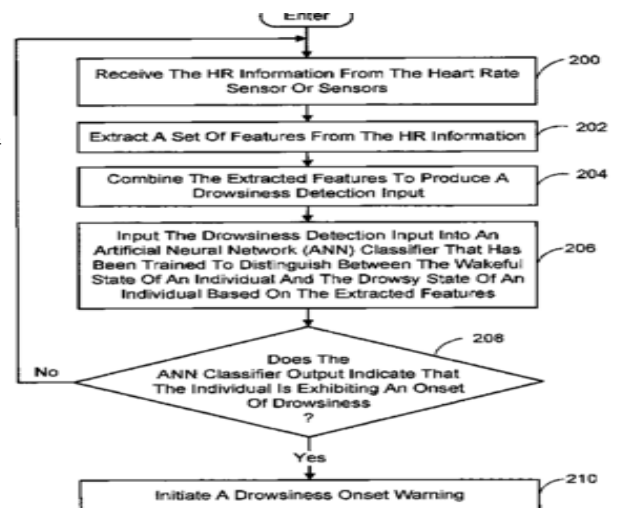 Enter
Receive The HR Information From The Heart Rate
Sensor Or Sensors
200
Extract A Set Of Features From The HR Information
202
Combine The Extracted Features To Produce A
Drowsiness Detection Input
204
Input The Drowsiness Detection Input Into An
Artificial Neural Network (ANN) Classifier That Has
Been Trained To Distinguish Between The Wakeful
State Of An Individual And The Drowsy State Of An
Individual Based On The Extracted Features
206
208
Does The
ANN Classifier Output Indicate That
The Individual Is Exhibiting An Onset
Of Drowsiness
?
No
Yes
210
Initiate A Drowsiness Onset Warning